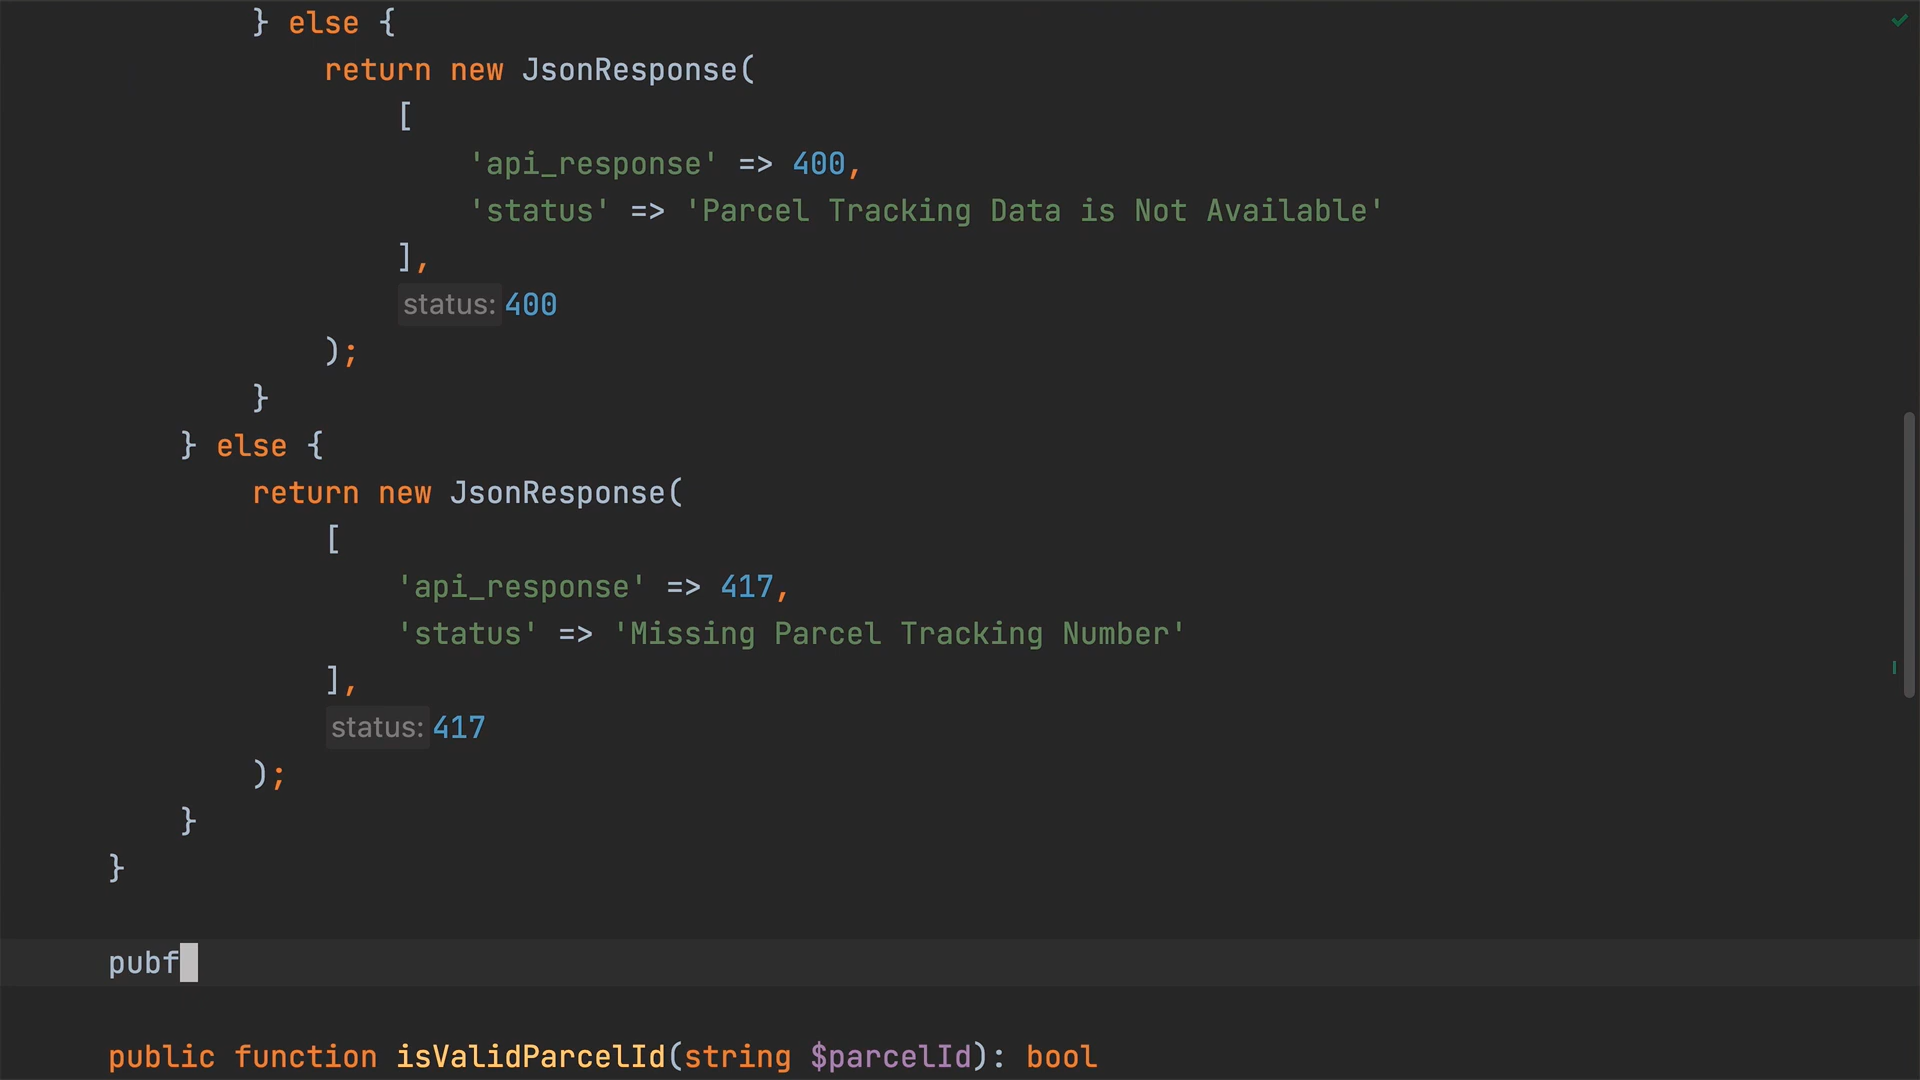 } else {
return new JsonResponse(
[
'api_response' => 400,
'status' => 'Parcel Tracking Data is Not Available'
],
status: 400
);
}
} else {
return new JsonResponse(
[
'api_response' => 417,
'status' => 'Missing Parcel Tracking Number'
],
status: 417
);
}
}
pubf
public function isValidParcelId(string $parcelId): bool